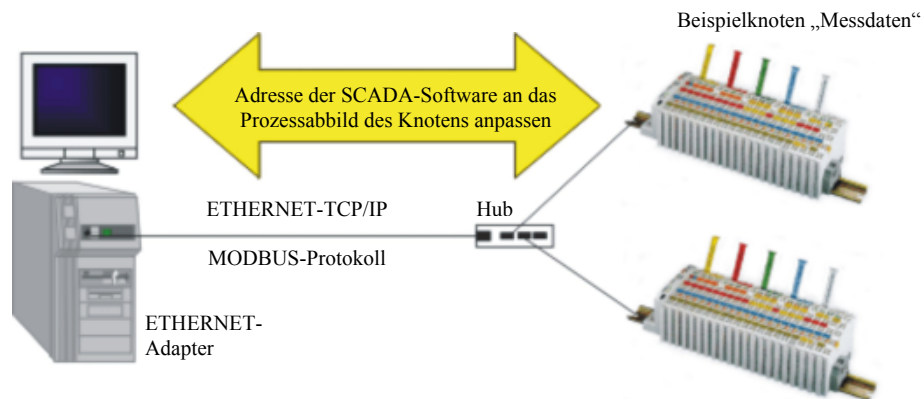 Beispielknoten „Messdaten“
Adresse der SCADA-Software an das
Prozessabbild des Knotens anpassen
ETHERNET-TCP/IP
Hub
MODBUS-Protokoll
ETHERNET-
Adapter